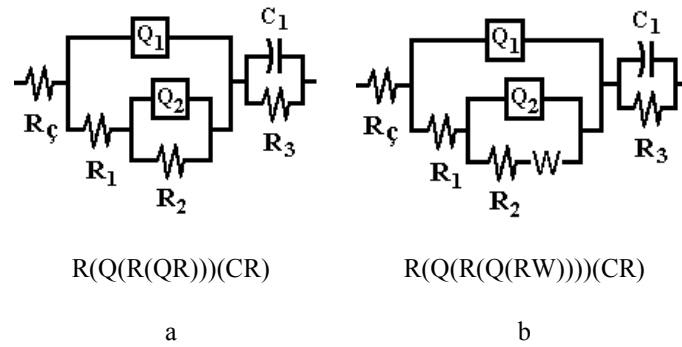 Q1 C1
Rç Q2 R3
R1
R2
Q1 C1
Rç Q2 R3
R1
R2 W
R(Q(R(QR)))(CR) R(Q(R(Q(RW))))(CR)
a b